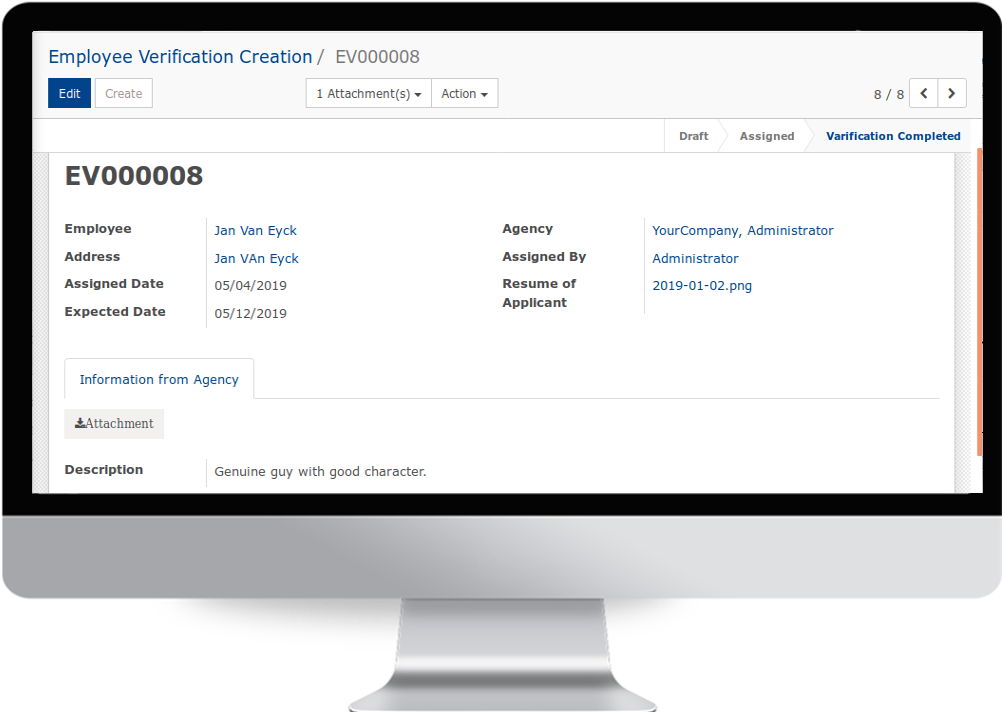 Employee Verification Creation / EV000008
Edit Create 1 Attachment(s) Action 8 / 8
Draft Assigned Varification Completed
EV000008
Employee Jan Van Eyck Agency YourCompany, Administrator
Address Jan VAn Eyck Assigned By Administrator
Assigned Date 05/04/2019 Resume of 2019-01-02.png
Applicant
Expected Date 05/12/2019
Information from Agency
Attachment
Description Genuine guy with good character.